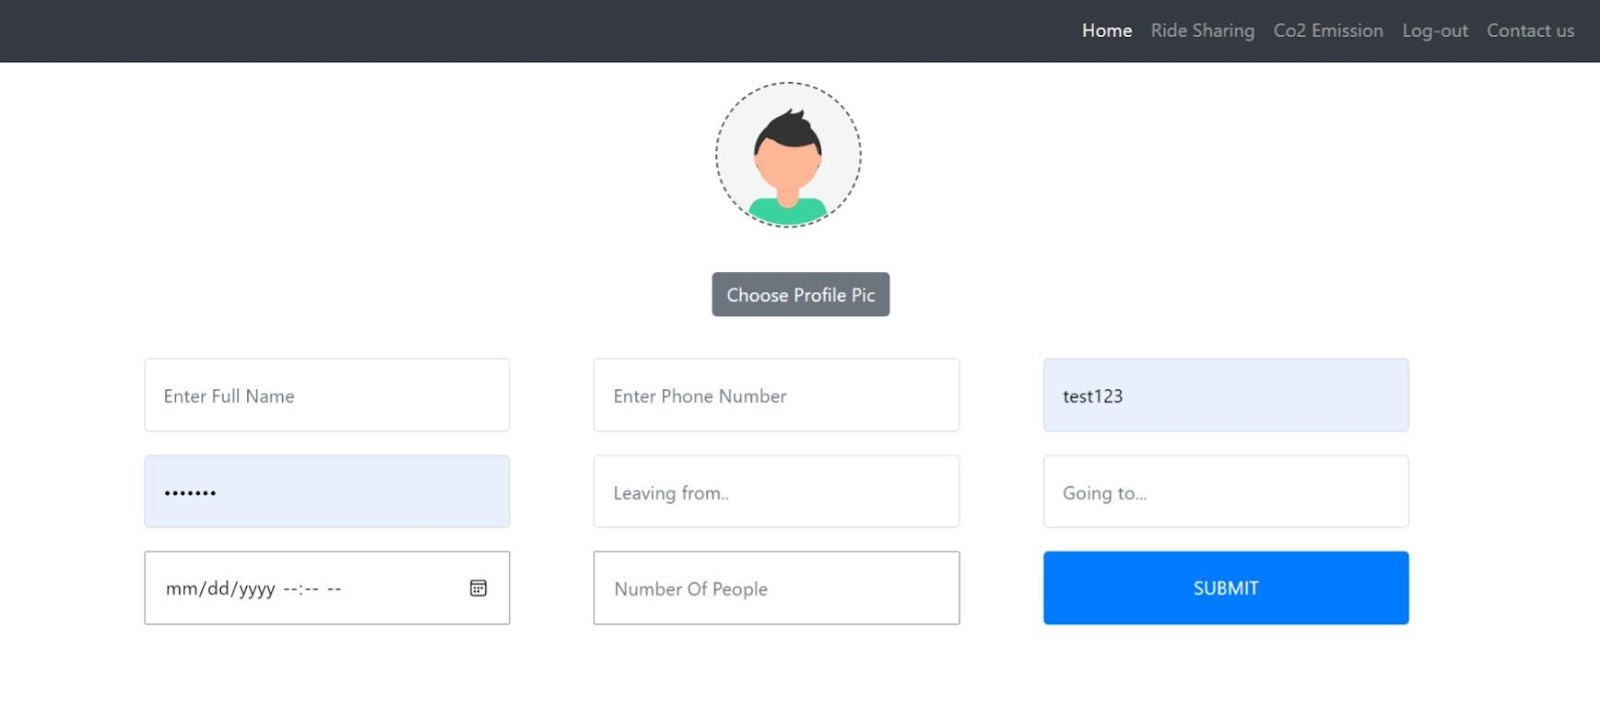 Home Ride Sharing Co2 Emission Log-out Contact us
Choose Profile Pic
Enter Full Name
Enter Phone Number
test123
•••••••
Leaving from..
Going to...
mm/dd/yyyy --:-- --
Number Of People
SUBMIT